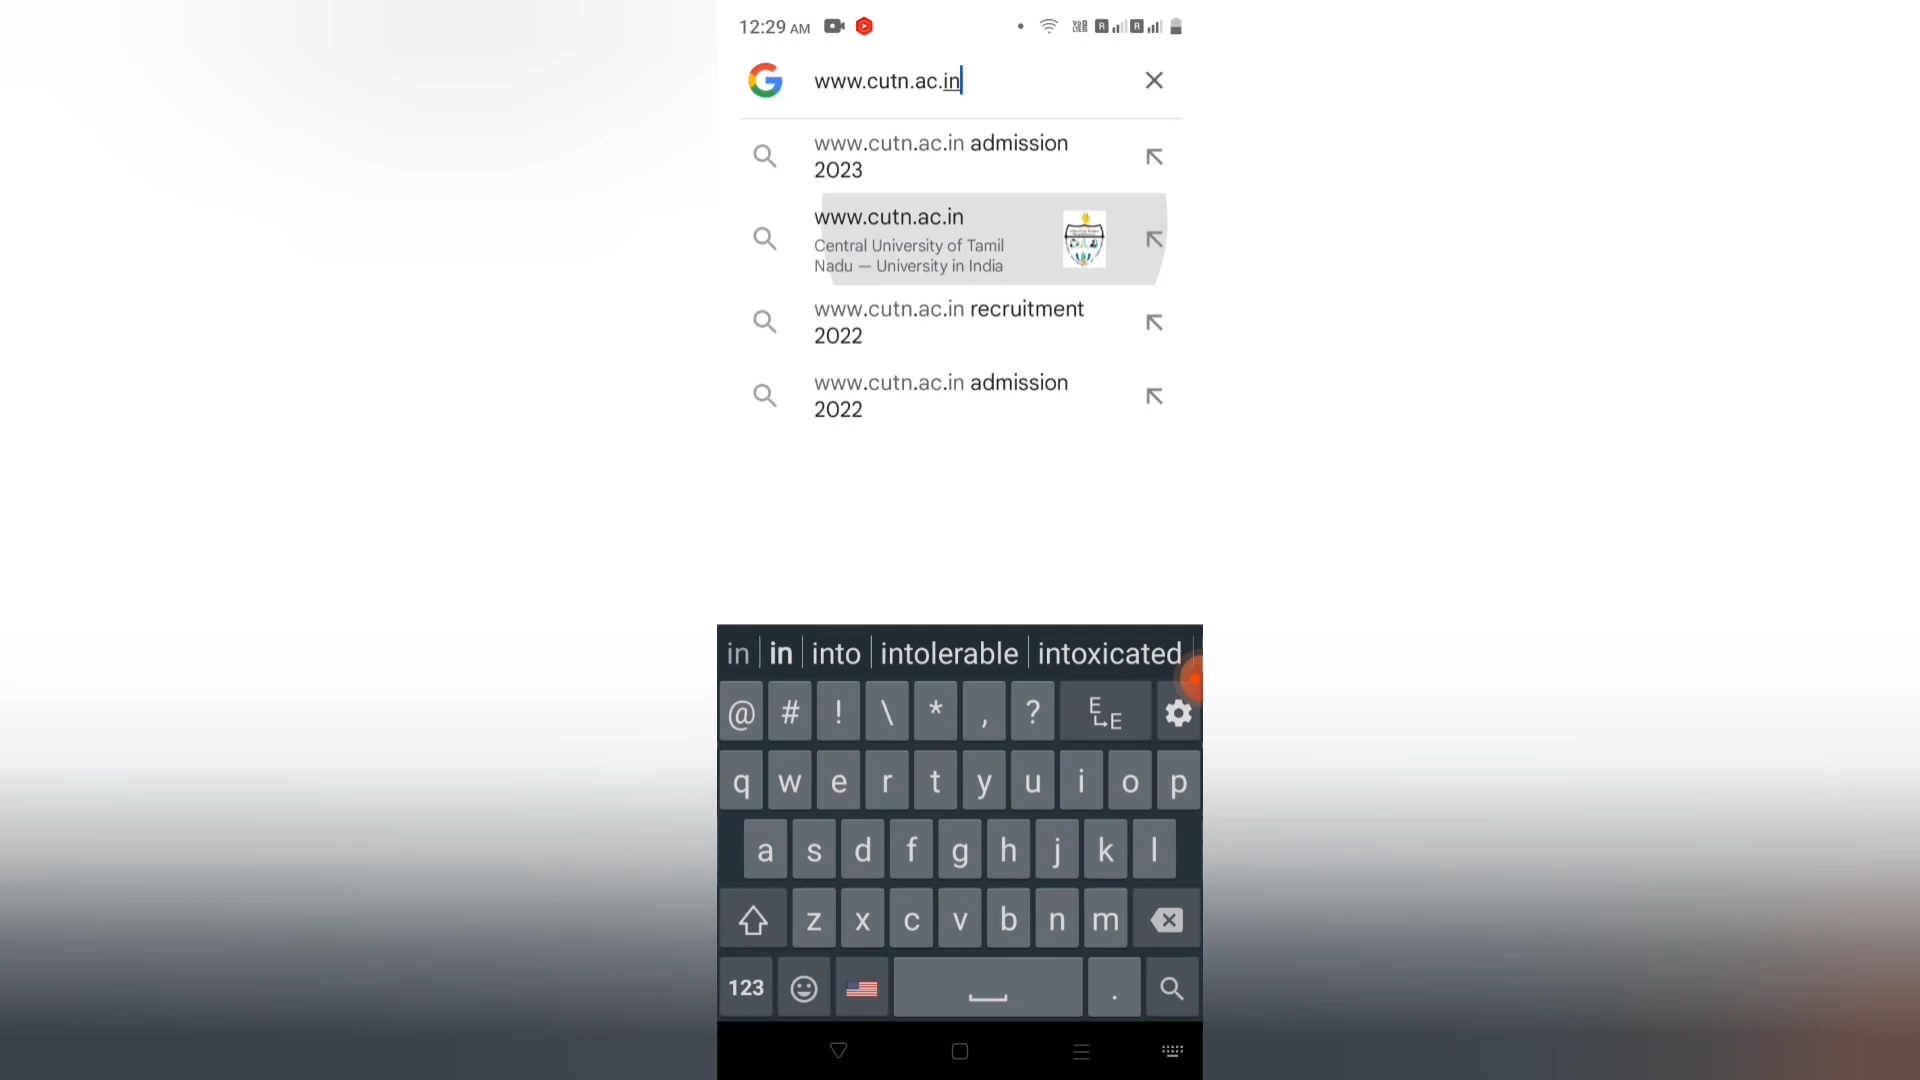 12:29 AM
www.cutn.ac.in
www.cutn.ac.in admission
2023
www.cutn.ac.in
Central University of Tamil
Nadu — University in India
www.cutn.ac.in recruitment
2022
www.cutn.ac.in admission
2022
in in into intolerable intoxicated
@ # ! \ * , ? E E
q w e r t y u i o p
a s d f g h j k l
z x c v b n m
123 .